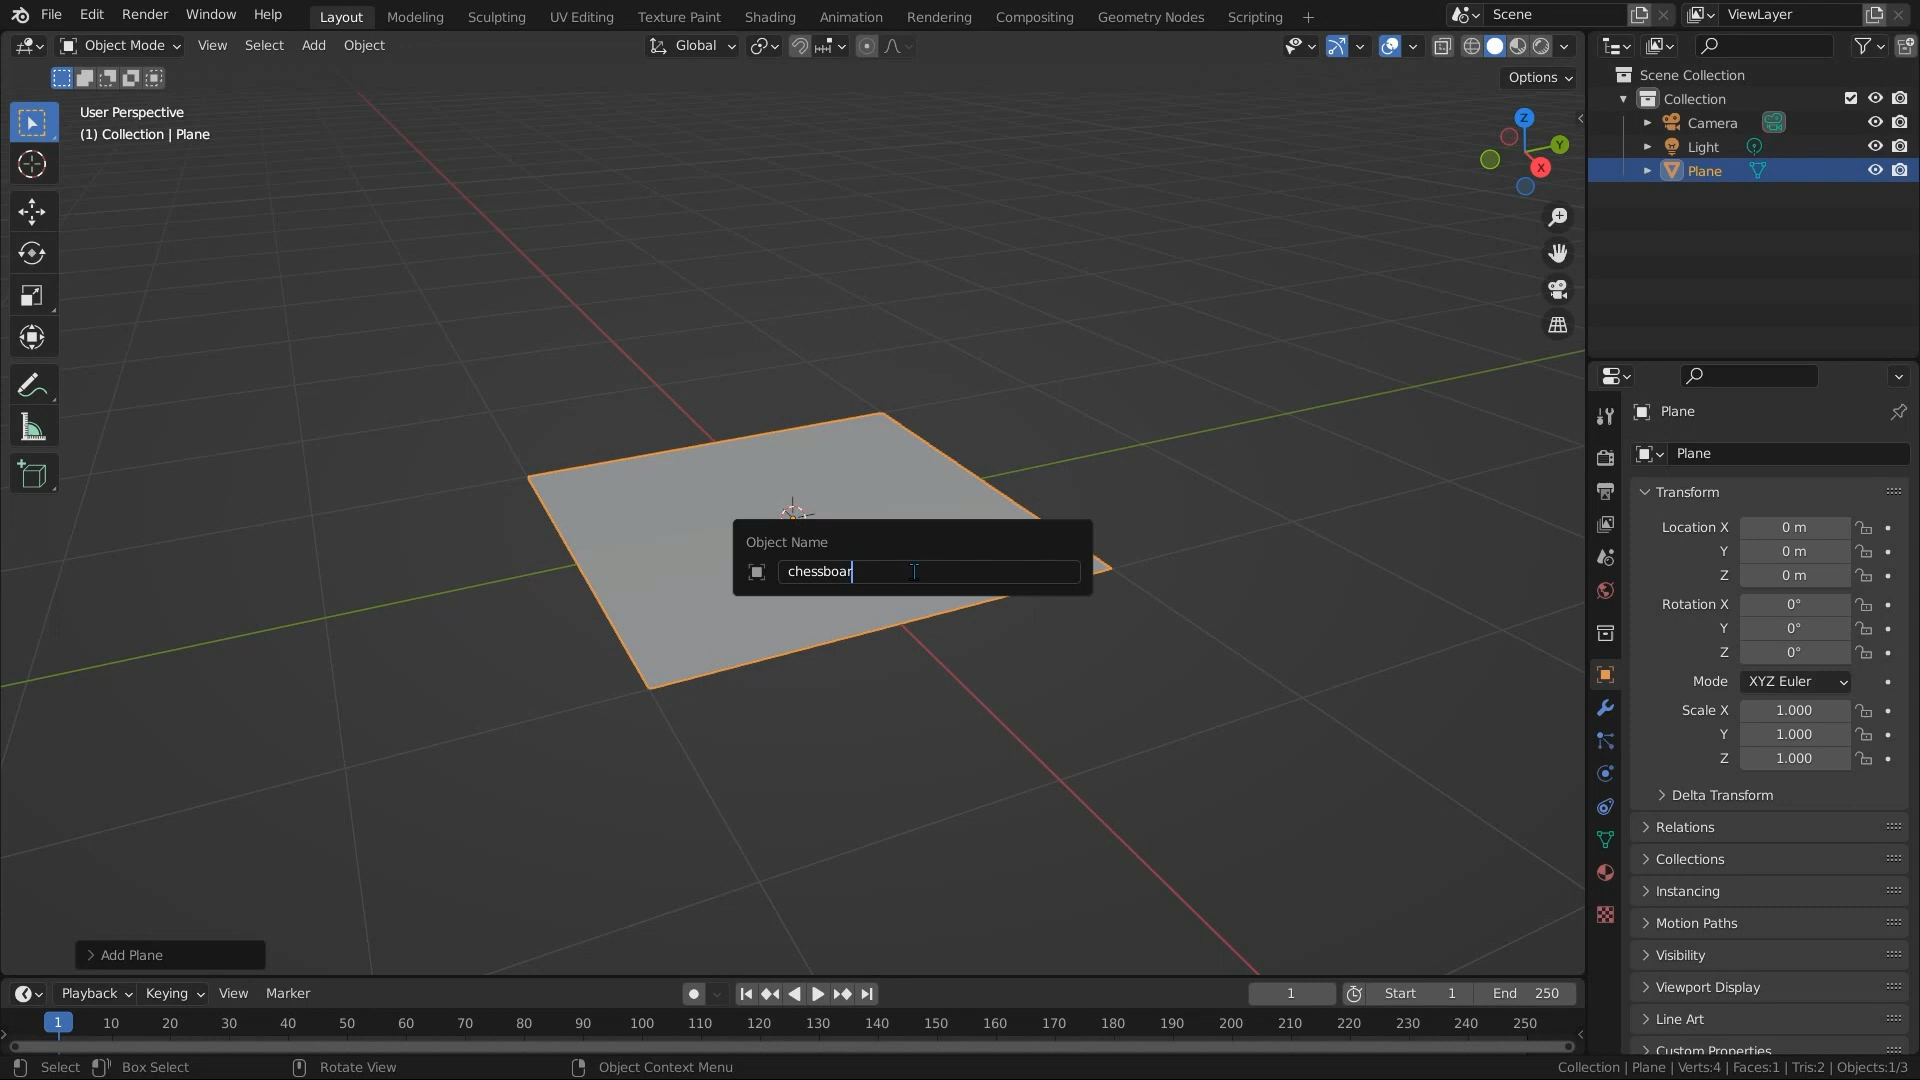 File Edit Render Window Help Layout Modeling Sculpting UV Editing Texture Paint Shading Animation Rendering Compositing Geometry Nodes Scripting + Scene ViewLayer
Object Mode View Select Add Object Global
Options
User Perspective
(1) Collection | Plane
Z
Y
X
Object Name
chessboar
Add Plane
Scene Collection
Collection
Camera
Light
Plane
Plane
Plane
Transform
Location X 0 m
Y 0 m
Z 0 m
Rotation X 0°
Y 0°
Z 0°
Mode XYZ Euler
Scale X 1.000
Y 1.000
Z 1.000
Delta Transform
Relations
Collections
Instancing
Motion Paths
Visibility
Viewport Display
Line Art
Custom Properties
Playback Keying View Marker 1 Start 1 End 250
1 10 20 30 40 50 60 70 80 90 100 110 120 130 140 150 160 170 180 190 200 210 220 230 240 250
Select Box Select Rotate View Object Context Menu Collection | Plane | Verts:4 | Faces:1 | Tris:2 | Objects:1/3